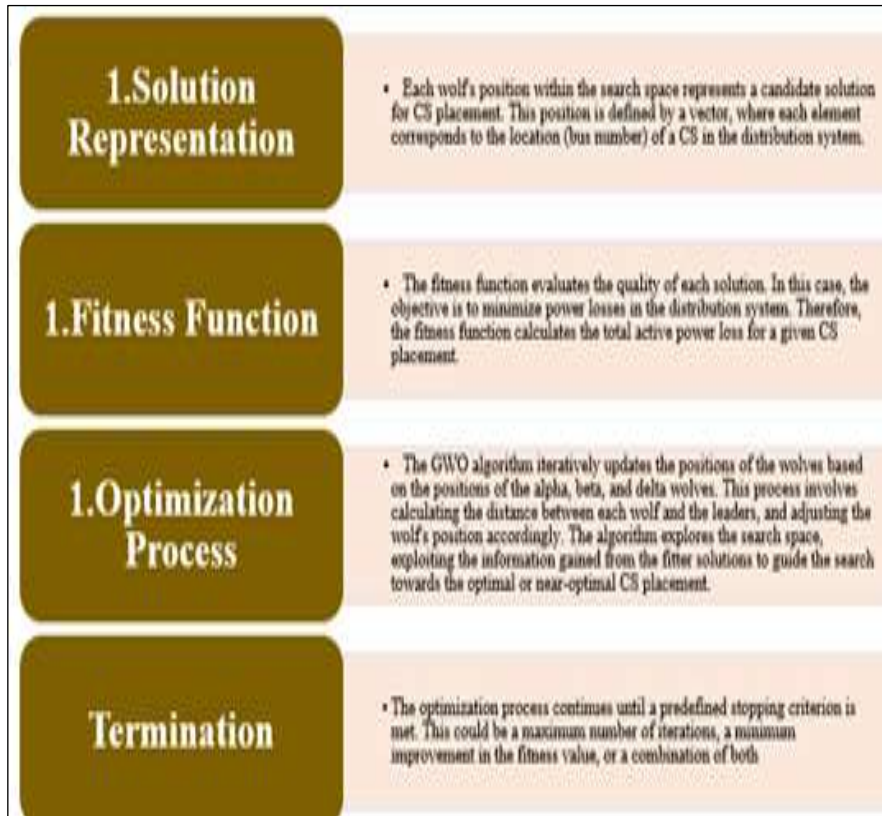 1.Solution
Representation
• Each wolf's position within the search space represents a candidate solution
for CS placement. This position is defined by a vector, where each element
corresponds to the location (bus number) of a CS in the distribution system.
1.Fitness Function
• The fitness function evaluates the quality of each solution. In this case, the
objective is to minimize power losses in the distribution system. Therefore,
the fitness function calculates the total active power loss for a given CS
placement.
1.Optimization
Process
• The GWO algorithm iteratively updates the positions of the wolves based
on the positions of the alpha, beta, and delta wolves. This process involves
calculating the distance between each wolf and the leaders, and adjusting the
wolf's position accordingly. The algorithm explores the search space,
exploiting the information gained from the fitter solutions to guide the search
towards the optimal or near-optimal CS placement.
Termination
• The optimization process continues until a predefined stopping criterion is
met. This could be a maximum number of iterations, a minimum
improvement in the fitness value, or a combination of both